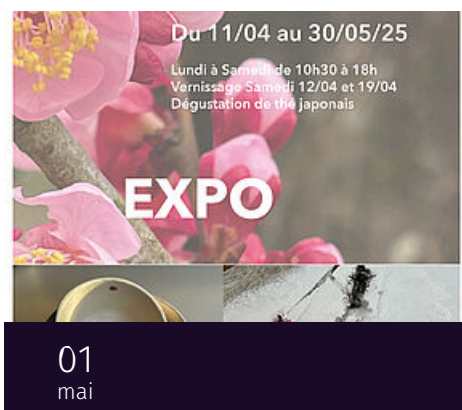 Du 11/04 au 30/05/25
Lundi à Samedi de 10h30 à 18h
Vernissage Samedi 12/04 et 19/04
Dégustation de thé japonais
EXPO
01
mai